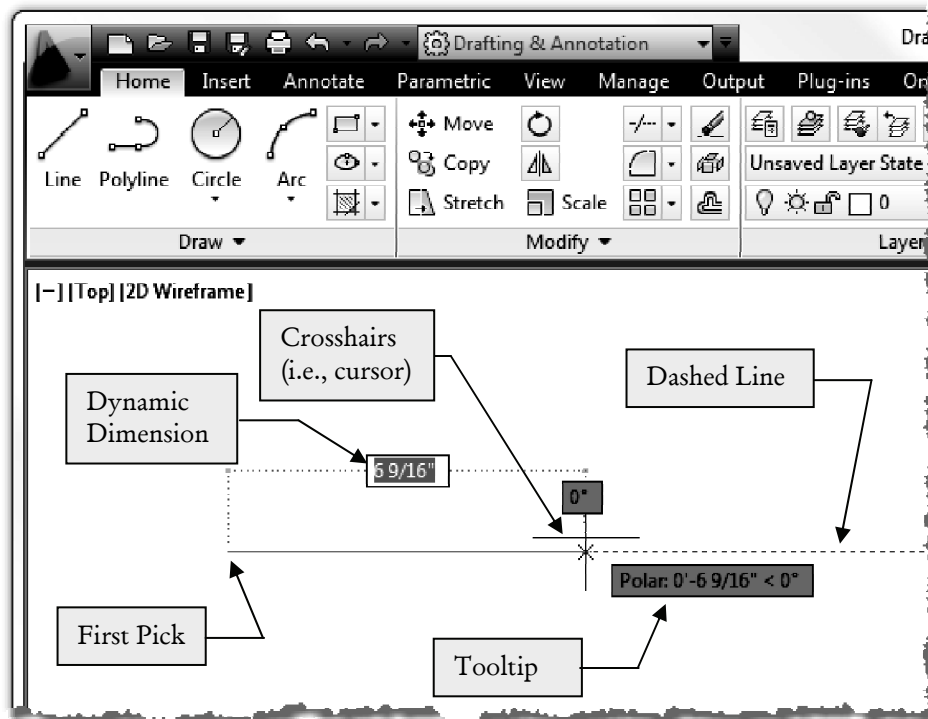 Drafting & Annotation
Dra
Home Insert Annotate Parametric View Manage Output Plug-ins On
Line Polyline Circle Arc
Move
Copy
Stretch Scale
Unsaved Layer State
0
Draw Modify Layer
[−] [Top] [2D Wireframe]
Crosshairs
(i.e., cursor)
Dashed Line
Dynamic
Dimension
6 9/16"
0°
Polar: 0'-6 9/16" < 0°
First Pick
Tooltip